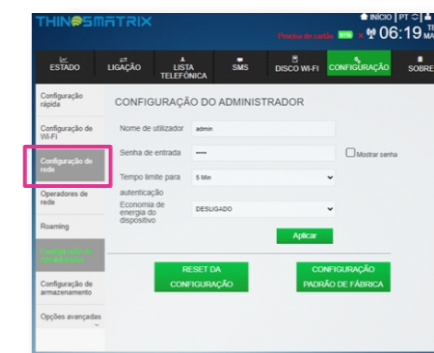 THINGSMATRIX
INÍCIO | PT
Precisa de cartão
06:19
ESTADO
LIGAÇÃO
LISTA
TELEFÓNICA
SMS
DISCO WI-FI
CONFIGURAÇÃO
SOBRE
Configuração
rápida
CONFIGURAÇÃO DO ADMINISTRADOR
Configuração de
Wi-Fi
Nome de utilizador
admin
Senha de entrada
Mostrar senha
Configuração de
rede
Tempo limite para
autenticação
5 Min
Operadores de
rede
Economia de
energia do
dispositivo
DESLIGADO
Roaming
Aplicar
RESET DA
CONFIGURAÇÃO
CONFIGURAÇÃO
PADRÃO DE FÁBRICA
Configuração de
armazenamento
Opções avançadas